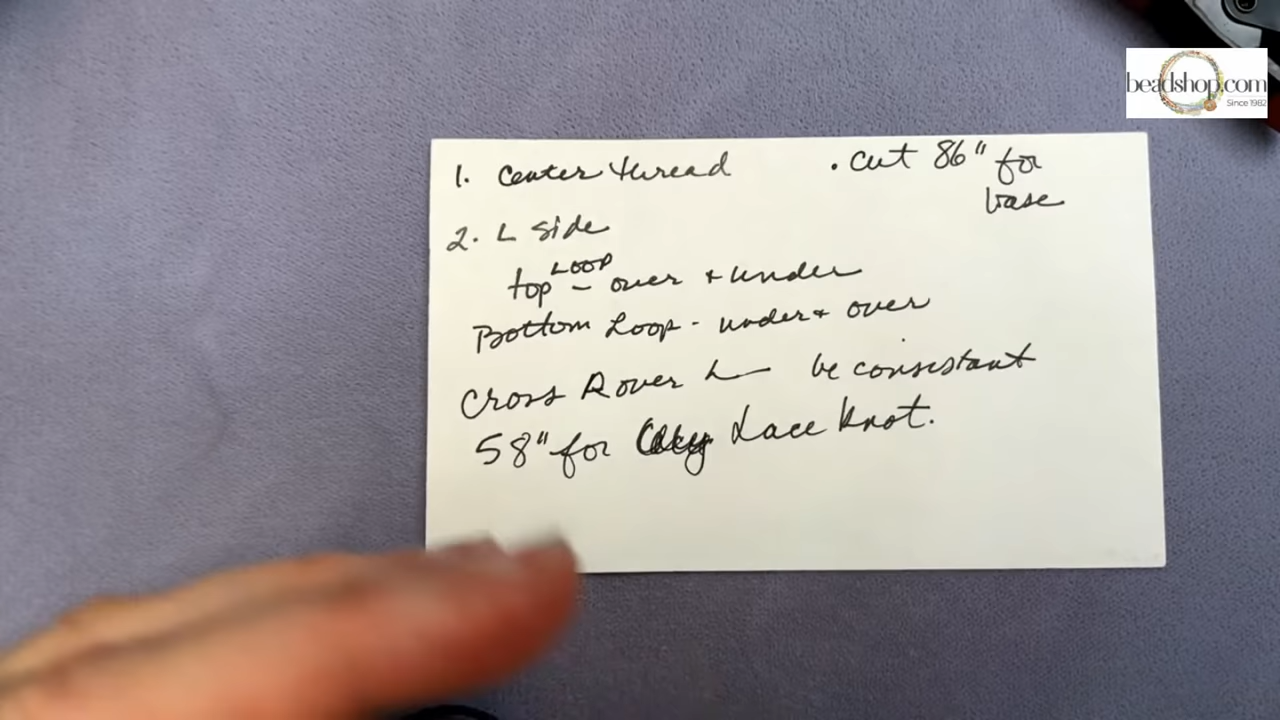 1. Center thread
. cut 86" for
base
2. L side
top LOOP - over + under
Bottom Loop - under + over
Cross R over L be consistant
58" for Lace knot.
beadshop.com
Since 1982